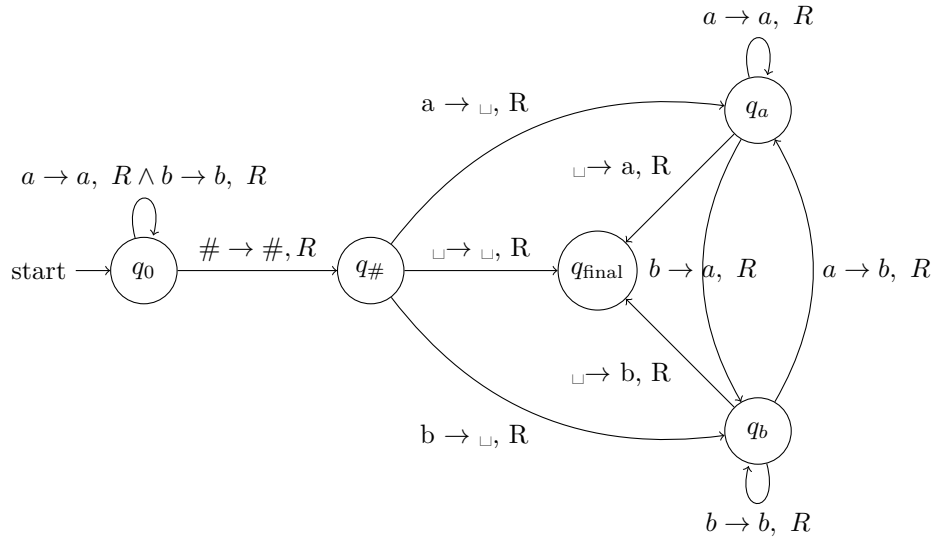 a → a, R
q_a
a → ␣, R
␣ → a, R
a → a, R ∧ b → b, R
start
q_0
# → #, R
q_#
␣ → ␣, R
q_final
b → a, R
a → b, R
␣ → b, R
b → ␣, R
q_b
b → b, R